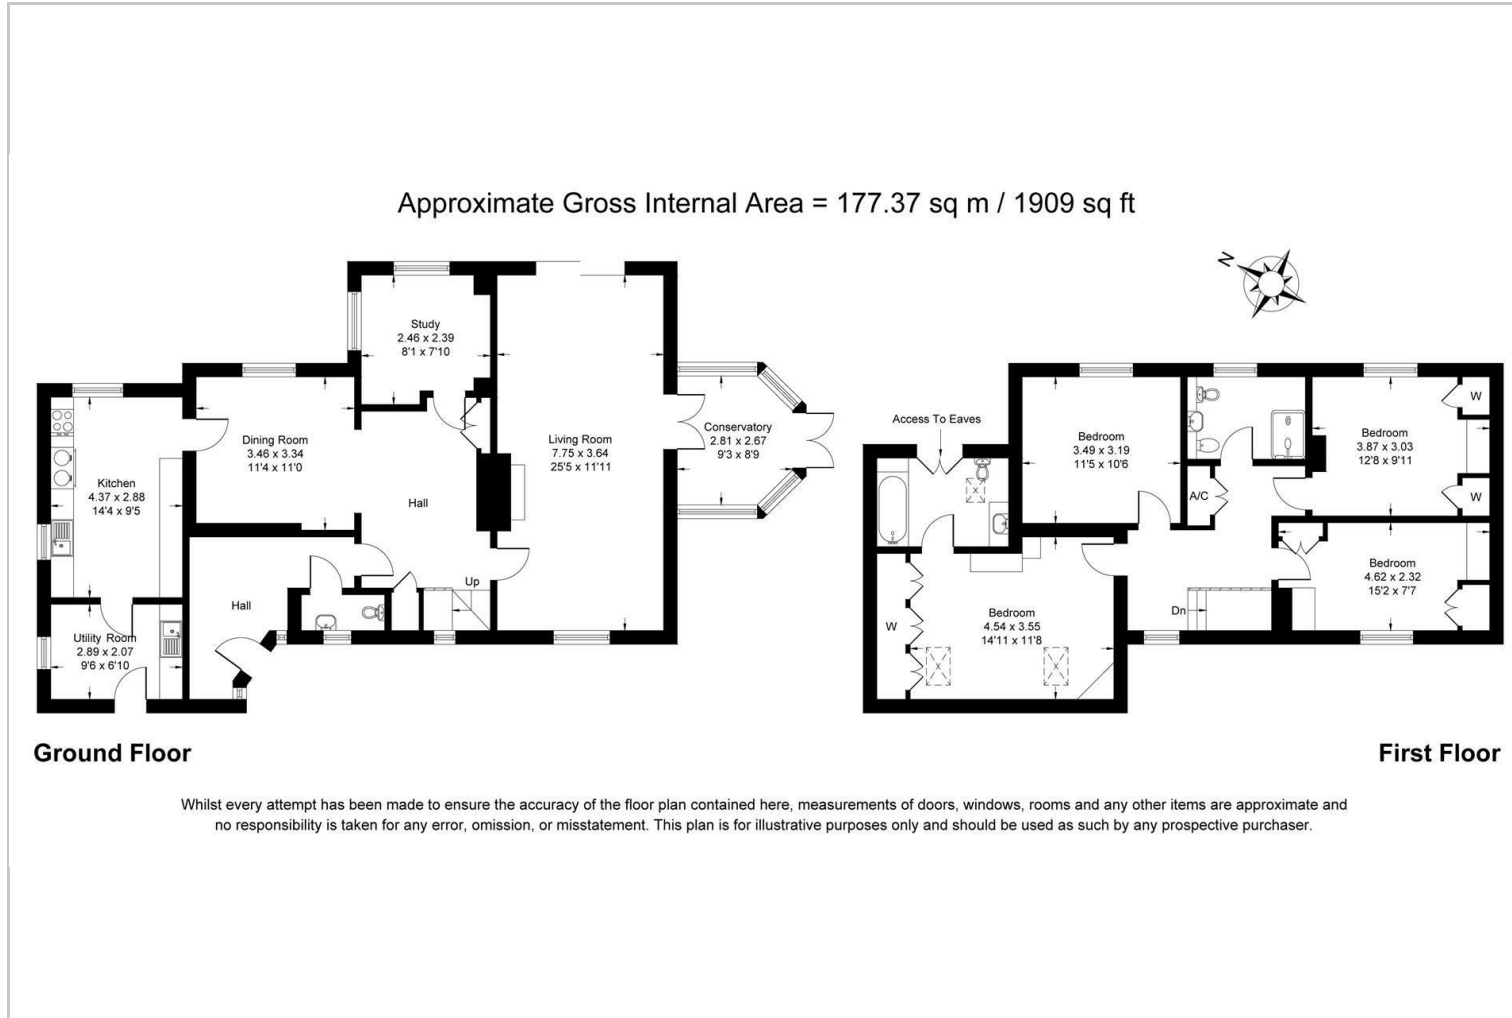 Approximate Gross Internal Area = 177.37 sq m / 1909 sq ft
N
Study
2.46 x 2.39
8'1 x 7'10
Dining Room
3.46 x 3.34
11'4 x 11'0
Living Room
7.75 x 3.64
25'5 x 11'11
Conservatory
2.81 x 2.67
9'3 x 8'9
Kitchen
4.37 x 2.88
14'4 x 9'5
Hall
Up
Hall
Utility Room
2.89 x 2.07
9'6 x 6'10
Ground Floor
Access To Eaves
Bedroom
3.49 x 3.19
11'5 x 10'6
A/C
Bedroom
3.87 x 3.03
12'8 x 9'11
W
W
Bedroom
4.62 x 2.32
15'2 x 7'7
Dn
W
Bedroom
4.54 x 3.55
14'11 x 11'8
First Floor
Whilst every attempt has been made to ensure the accuracy of the floor plan contained here, measurements of doors, windows, rooms and any other items are approximate and
no responsibility is taken for any error, omission, or misstatement. This plan is for illustrative purposes only and should be used as such by any prospective purchaser.